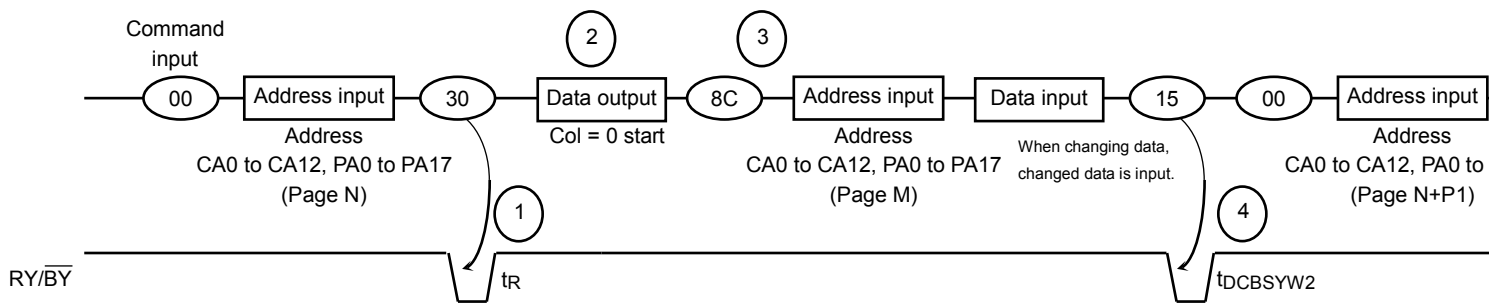 Command
input
2
3
00
Address input
30
Data output
8C
Address input
Data input
15
00
Address input
Address
CA0 to CA12, PA0 to PA17
(Page N)
Col = 0 start
Address
CA0 to CA12, PA0 to PA17
(Page M)
When changing data,
changed data is input.
Address
CA0 to CA12, PA0 to
(Page N+P1)
1
4
RY/BY
tR
tDCBSYW2